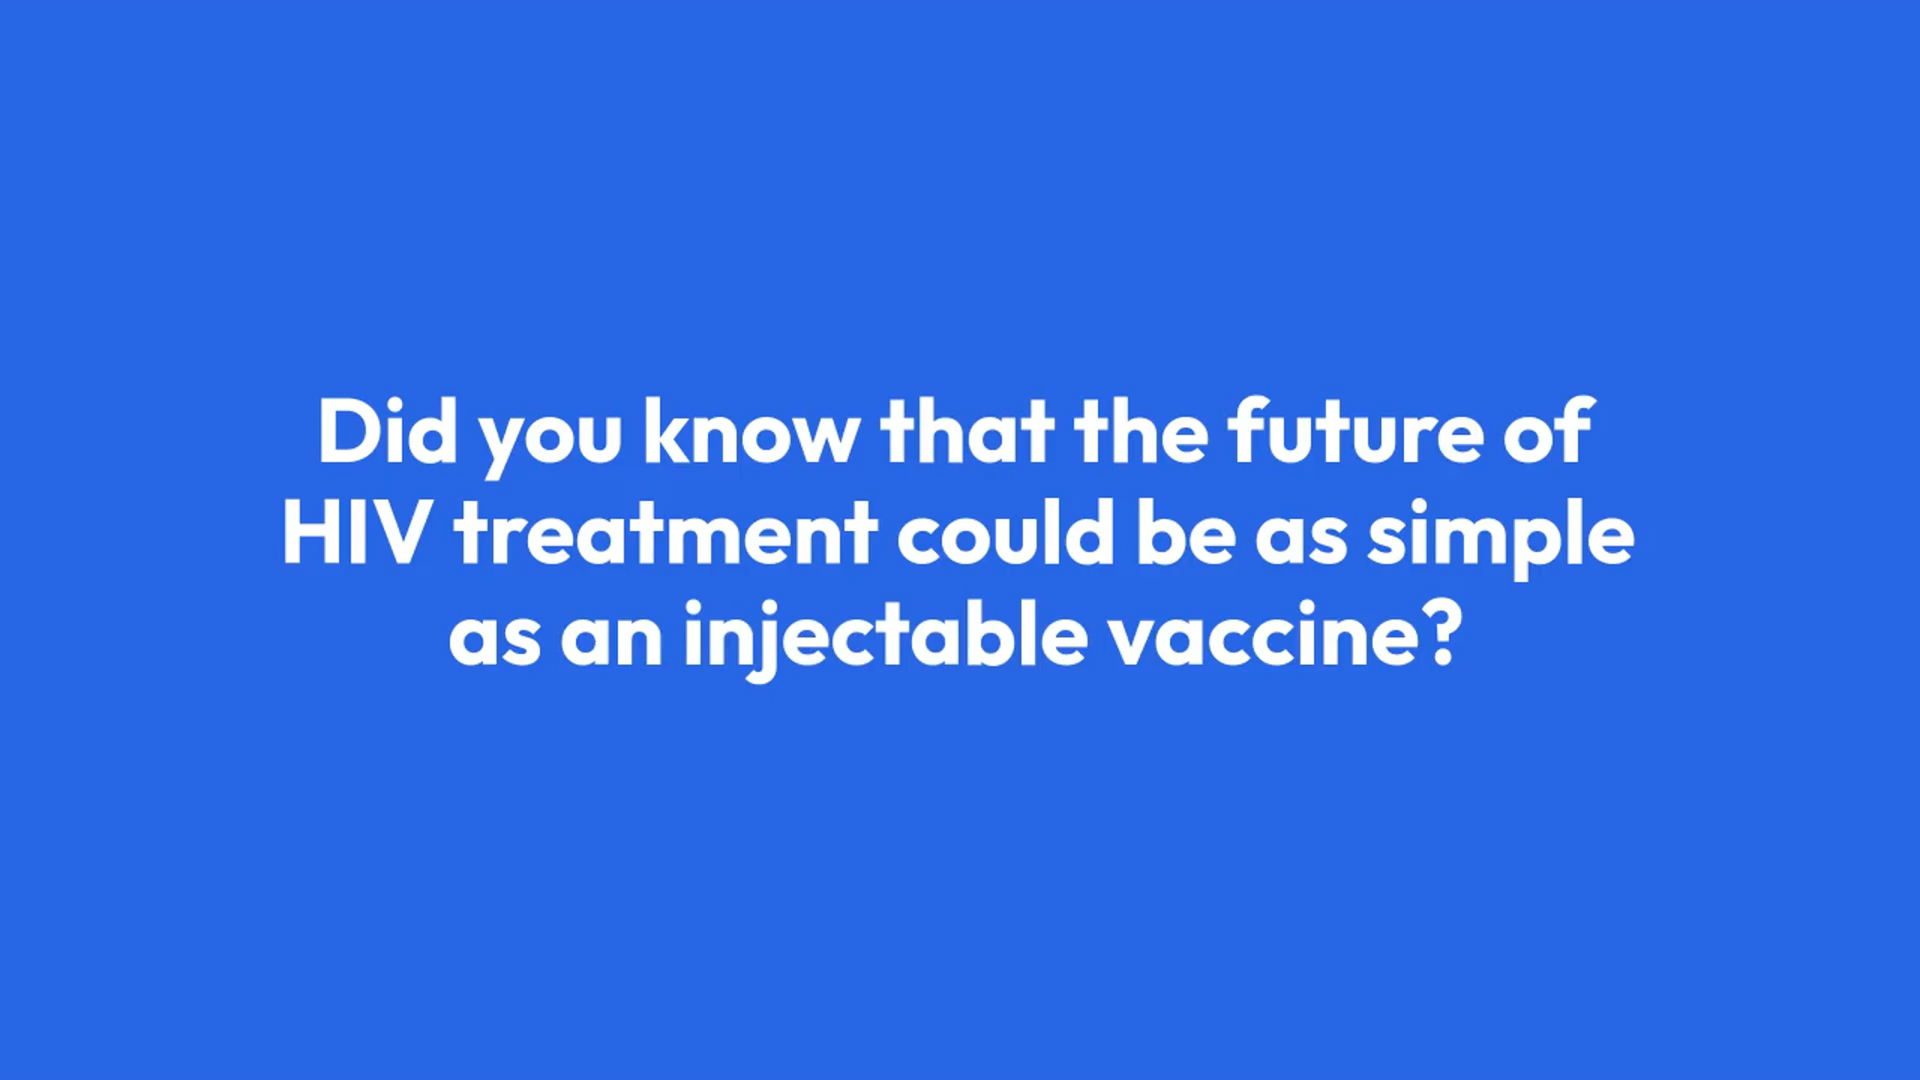 Did you know that the future of
HIV treatment could be as simple
as an injectable vaccine?